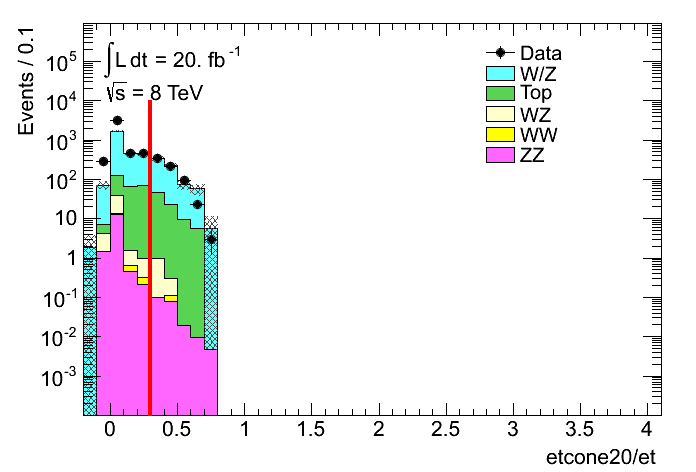 Events / 0.1
∫L dt = 20. fb⁻¹
√s = 8 TeV
Data
W/Z
Top
WZ
WW
ZZ
10⁵
10⁴
10³
10²
10
1
10⁻¹
10⁻²
10⁻³
0 0.5 1 1.5 2 2.5 3 3.5 4
etcone20/et